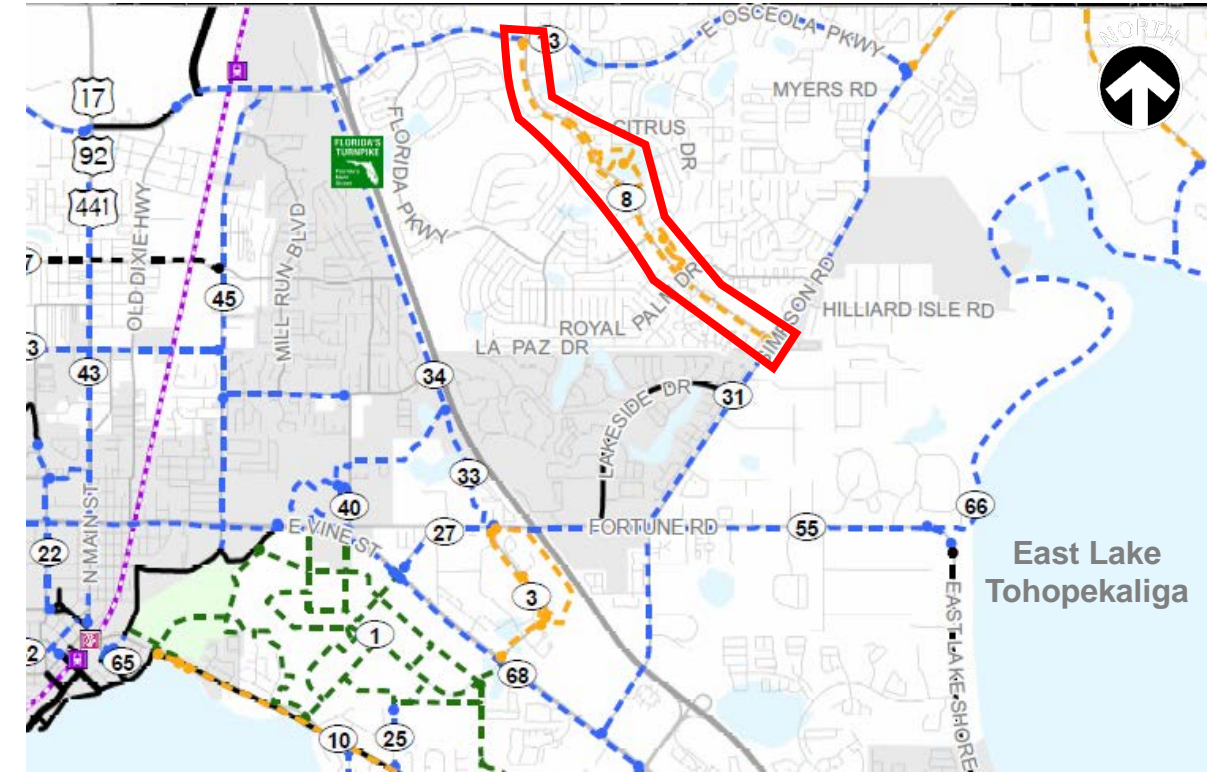 NORTH
E OSCEOLA PKWY
MYERS RD
17
92
441
FLORIDA'S
TURNPIKE
FLORIDA PKWY
CITRUS
DR
8
OLD DIXIE HWY
MILL RUN BLVD
45
ROYAL PALM DR
LA PAZ DR
SIMPSON RD
HILLIARD ISLE RD
43
34
31
LAKESIDE DR
33
40
E VINE ST
27
FORTUNE RD
55
66
22
N MAIN ST
3
1
East Lake
Tohopekaliga
EAST LAKE SHORE
65
68
10
25